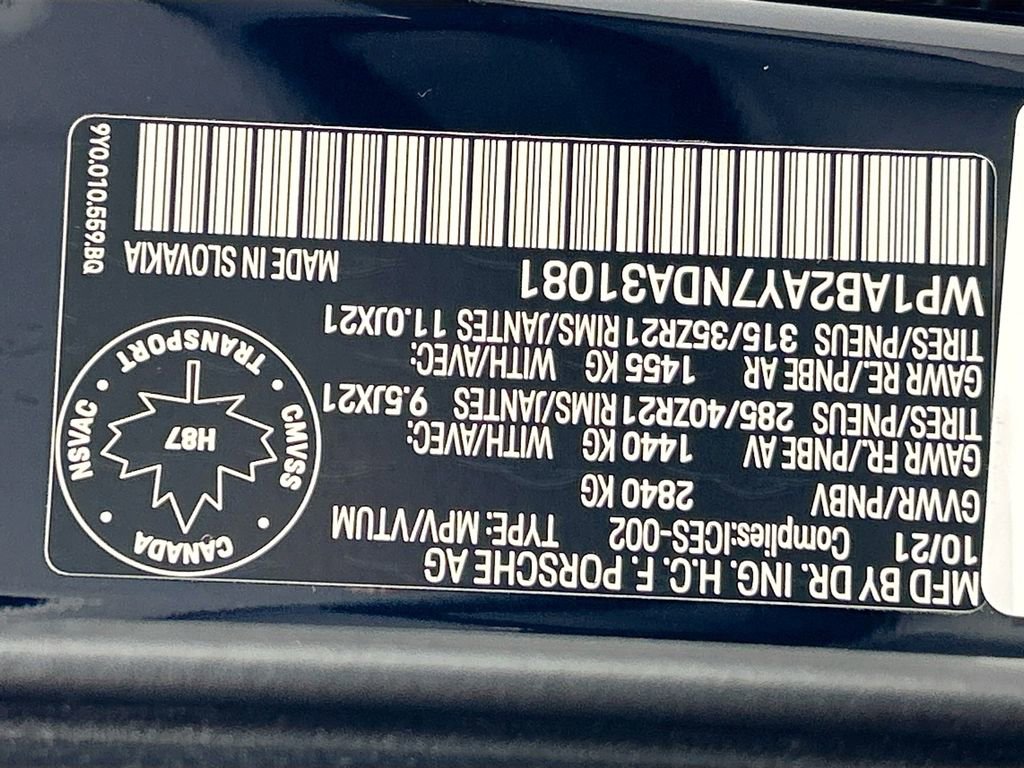 MFD BY DR. ING. H.C. F. PORSCHE AG
10/21 Complies:ICES-002 TYPE: MPV/VTUM
GVWR/PNBV 2840 KG
GAWR FR./PNBE AV 1440 KG WITH/AVEC:
TIRES/PNEUS 285/40ZR21 RIMS/JANTES 9.5JX21
GAWR RE./PNBE AR 1455 KG WITH/AVEC:
TIRES/PNEUS 315/35ZR21 RIMS/JANTES 11.0JX21
WP1AB2AY7NDA31081
MADE IN SLOVAKIA
CANADA
CMVSS
NSVAC
H87
TRANSPORT
9Y0.010.559.BQ